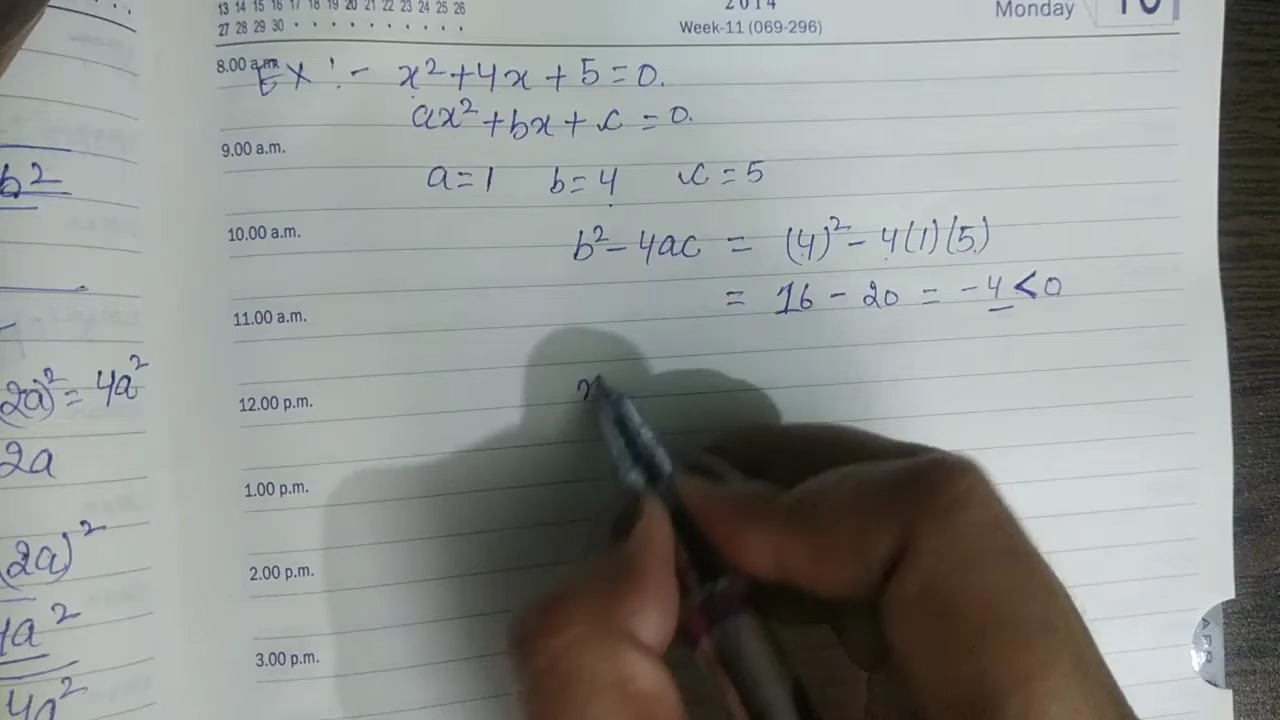 13 14 15 16 17 18 19 20 21 22 23 24 25 26
27 28 29 30
2014
Week-11 (069-296)
Monday
8.00 a.m.
Ex :- x² + 4x + 5 = 0.
ax² + bx + c = 0.
9.00 a.m.
a = 1 b = 4 c = 5
b²
10.00 a.m.
b² - 4ac = (4)² - 4(1)(5)
= 16 - 20 = -4 < 0
11.00 a.m.
(2a)² = 4a²
12.00 p.m.
x
2a
1.00 p.m.
(2a)²
2.00 p.m.
4a²
3.00 p.m.
4a²